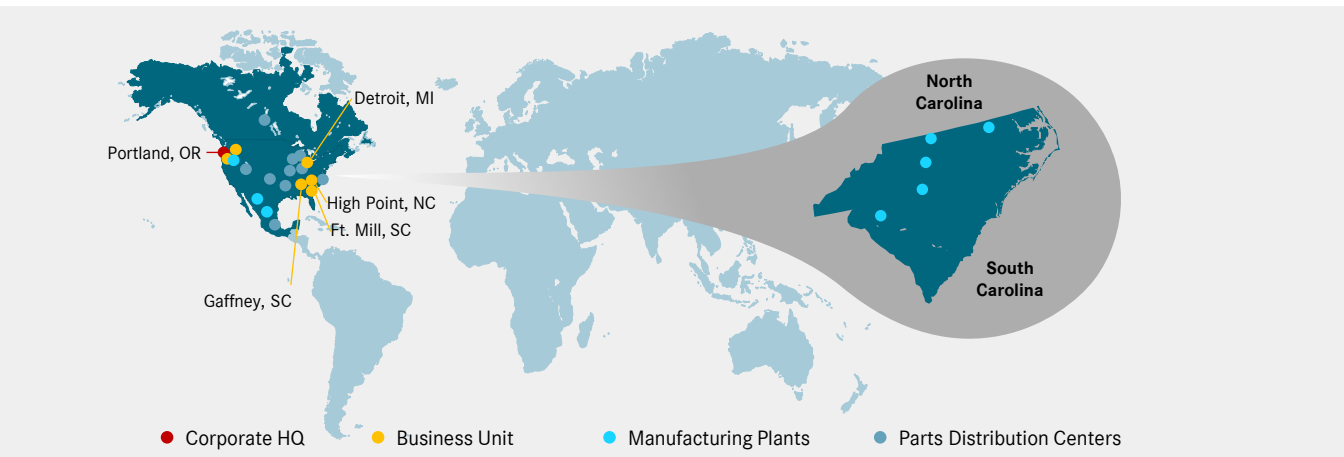 North
Carolina
Detroit, MI
Portland, OR
High Point, NC
Ft. Mill, SC
South
Carolina
Gaffney, SC
Corporate HQ
Business Unit
Manufacturing Plants
Parts Distribution Centers